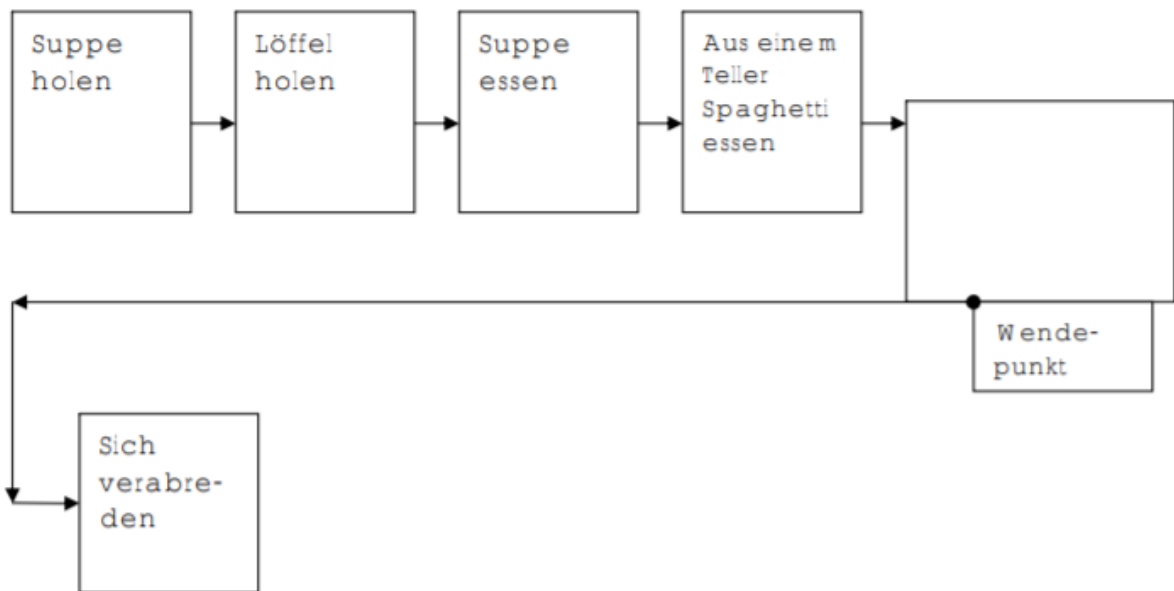 Suppe
holen
Löffel
holen
Suppe
essen
Aus einem
Teller
Spaghetti
essen
Wende-
punkt
Sich
verabre-
den